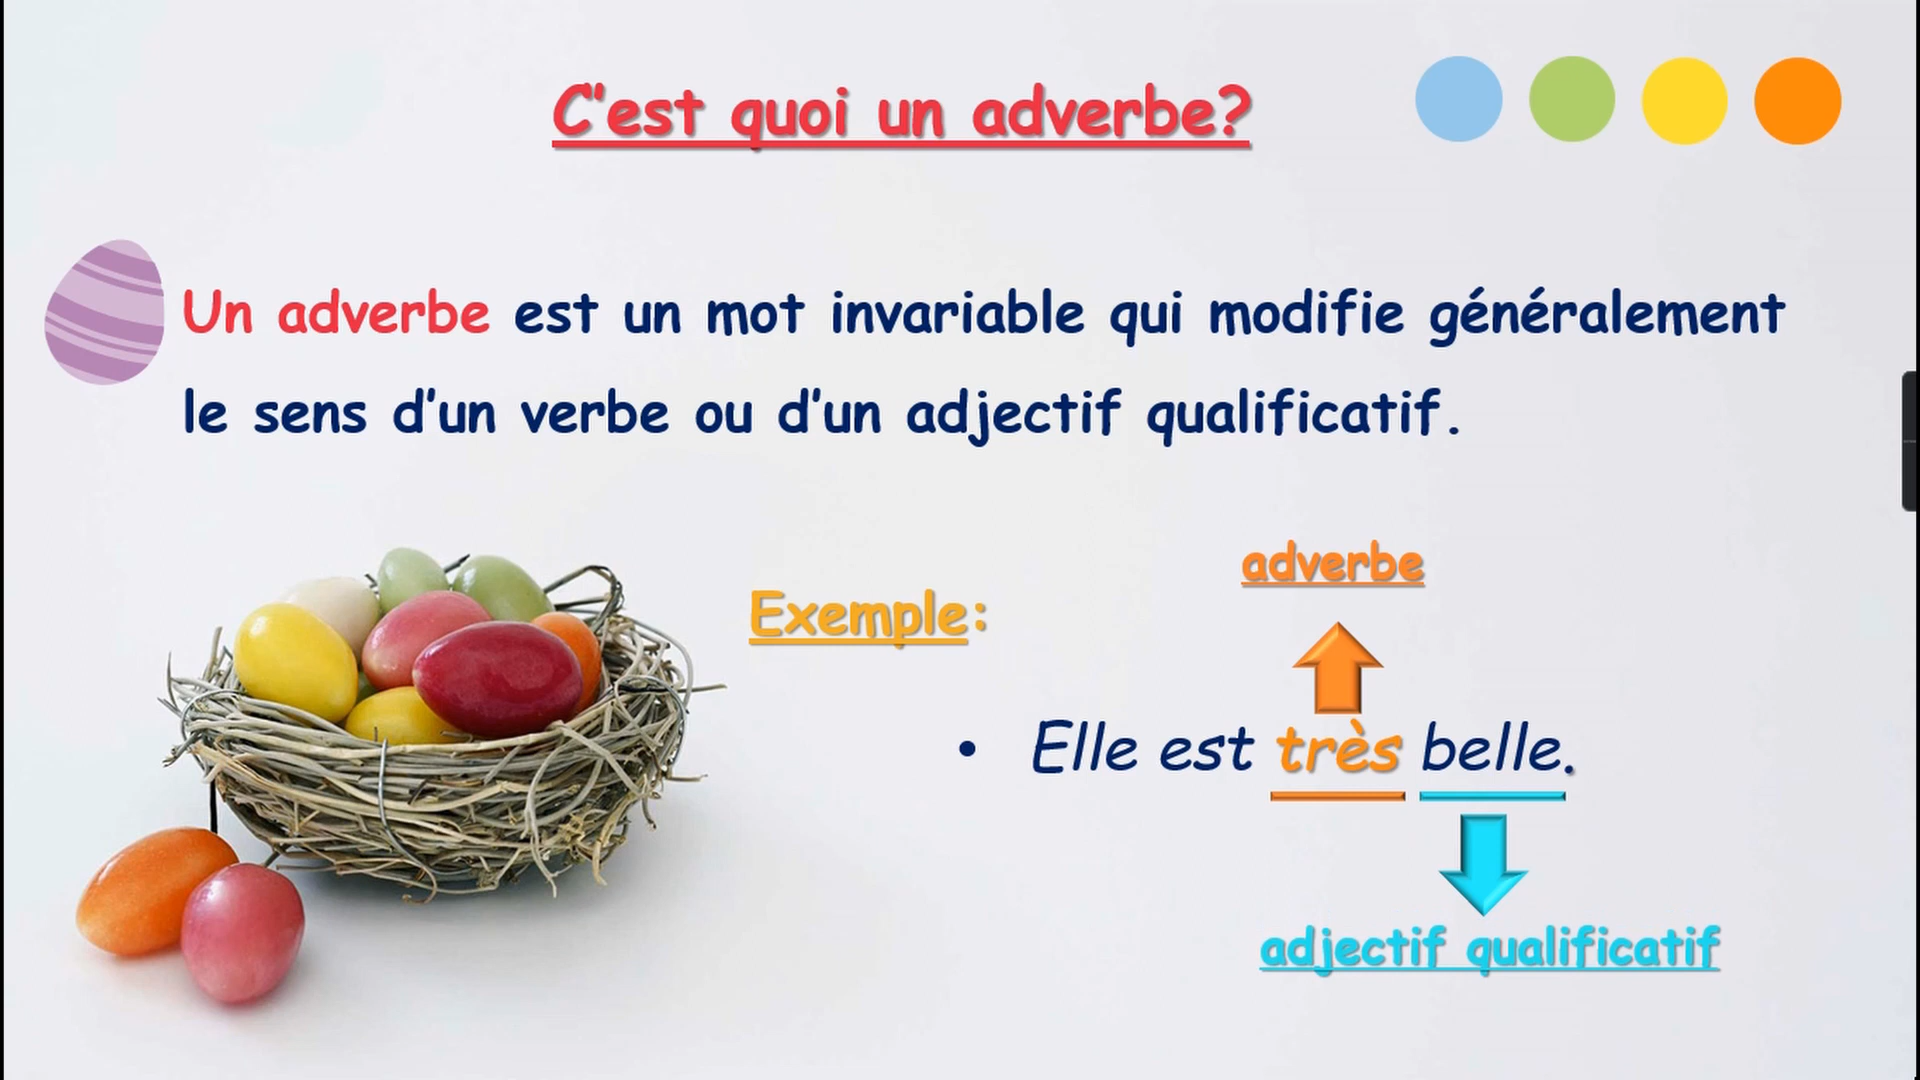 C'est quoi un adverbe?
Un adverbe est un mot invariable qui modifie généralement
le sens d'un verbe ou d'un adjectif qualificatif.
adverbe
Exemple:
• Elle est très belle.
adjectif qualificatif